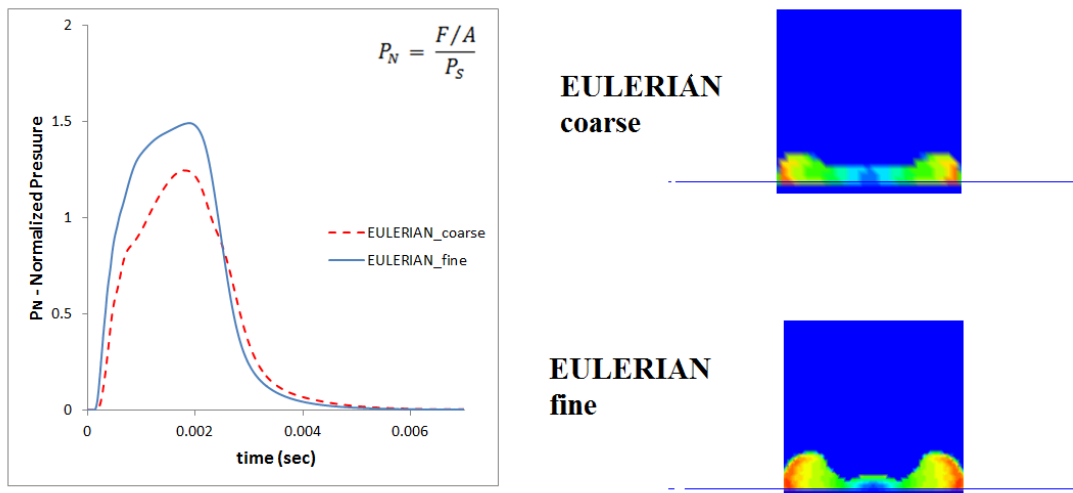 2
1.5
1
0.5
0
P_N = \frac{F/A}{P_S}
PN - Normalized Presuure
EULERIAN_coarse
EULERIAN_fine
0
0.002
0.004
0.006
time (sec)
EULERIAN
coarse
EULERIAN
fine